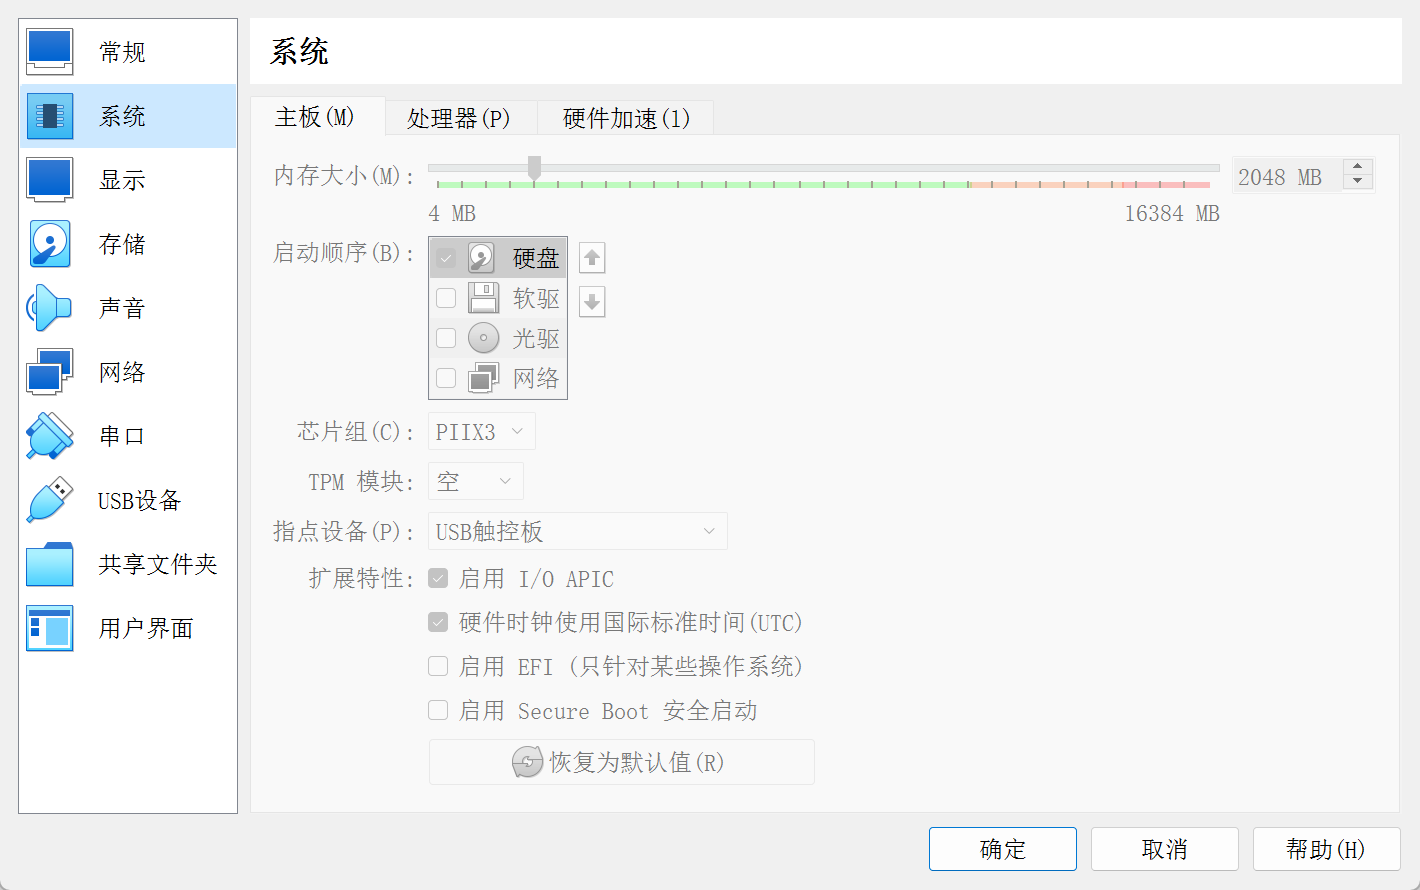 常规
系统
显示
存储
声音
网络
串口
USB设备
共享文件夹
用户界面
系统
主板(M)
处理器(P)
硬件加速(l)
内存大小(M):
2048 MB
4 MB
16384 MB
启动顺序(B):
硬盘
软驱
光驱
网络
芯片组(C):
PIIX3
TPM 模块:
空
指点设备(P):
USB触控板
扩展特性:
启用 I/O APIC
硬件时钟使用国际标准时间(UTC)
启用 EFI (只针对某些操作系统)
启用 Secure Boot 安全启动
恢复为默认值(R)
确定
取消
帮助(H)